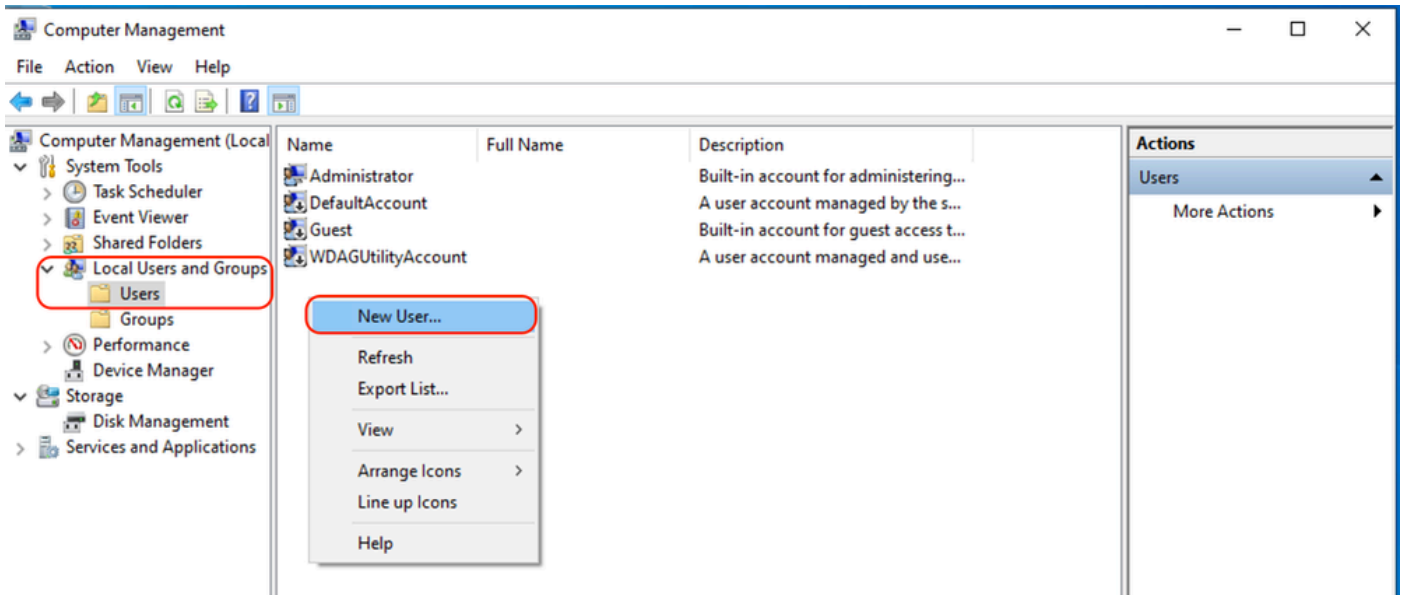 Computer Management
File Action View Help
Computer Management (Local
System Tools
Task Scheduler
Event Viewer
Shared Folders
Local Users and Groups
Users
Groups
Performance
Device Manager
Storage
Disk Management
Services and Applications
Name Full Name Description
Administrator Built-in account for administering...
DefaultAccount A user account managed by the s...
Guest Built-in account for guest access t...
WDAGUtilityAccount A user account managed and use...
New User...
Refresh
Export List...
View
Arrange Icons
Line up Icons
Help
Actions
Users
More Actions